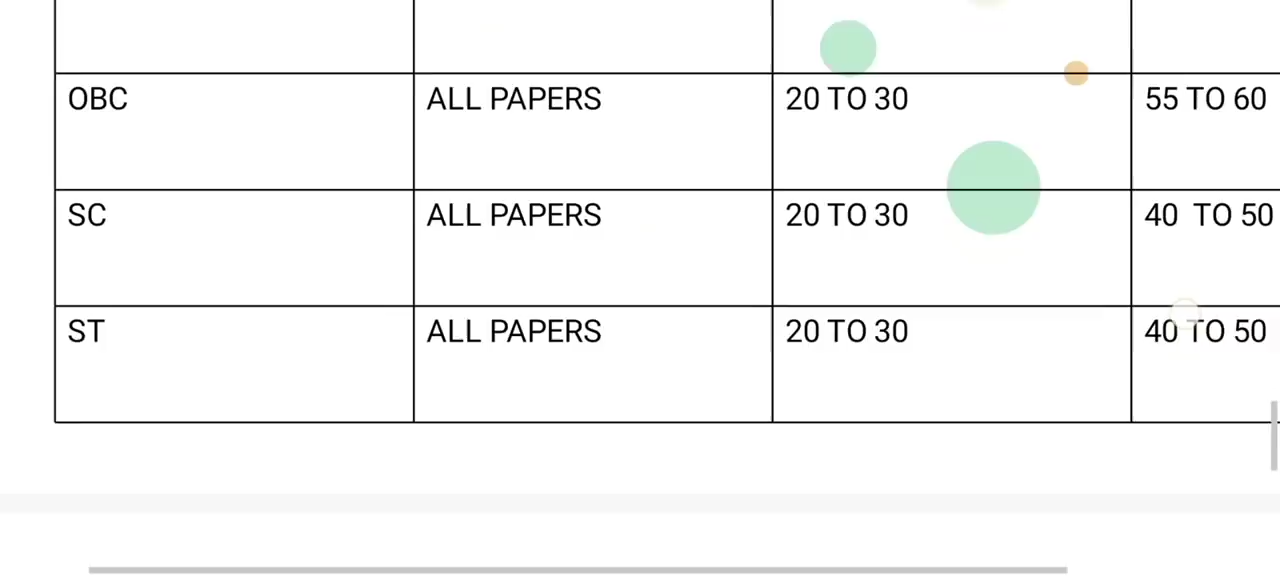 OBC ALL PAPERS 20 TO 30 55 TO 60
SC ALL PAPERS 20 TO 30 40 TO 50
ST ALL PAPERS 20 TO 30 40 TO 50